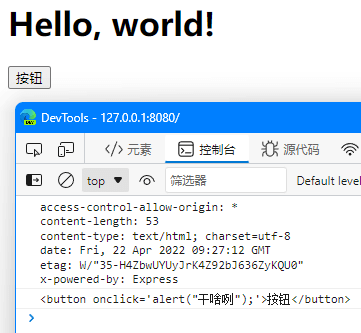 Hello, world!
按钮
DevTools - 127.0.0.1:8080/
元素 控制台 源代码
top 筛选器 Default level
access-control-allow-origin: *
content-length: 53
content-type: text/html; charset=utf-8
date: Fri, 22 Apr 2022 09:27:12 GMT
etag: W/"35-H4ZbwUYUyJrK4Z92bJ636ZyKQU0"
x-powered-by: Express
<button onclick='alert("干啥咧");'>按钮</button>